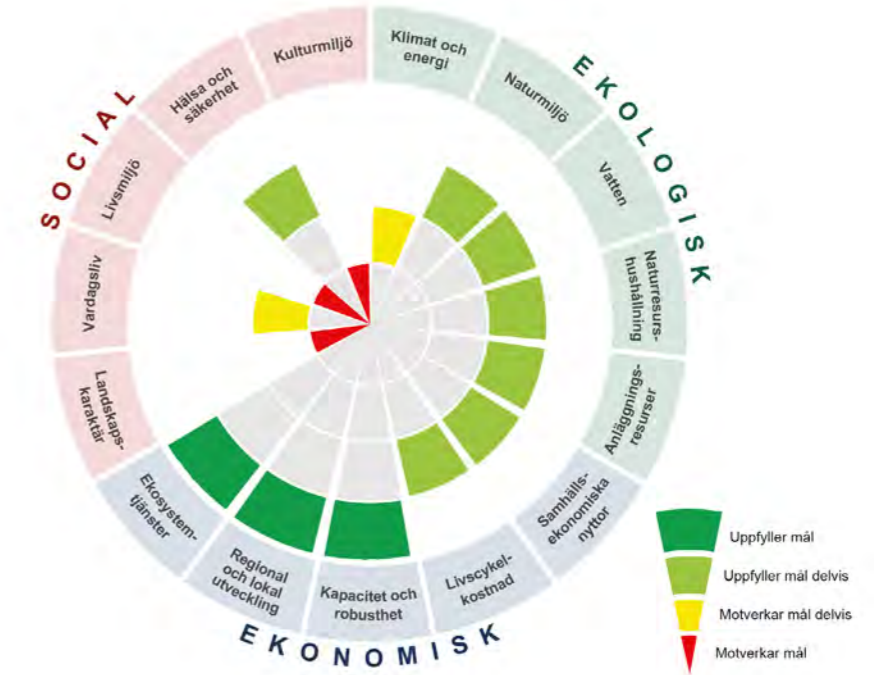 SOCIAL
EKOLOGISK
EKONOMISK
Klimat och
energi
Naturmiljö
Vatten
Naturresurs-
hushållning
Anläggnings-
resurser
Samhälls-
ekonomiska
nyttor
Livscykel-
kostnad
Kapacitet och
robusthet
Regional
och lokal
utveckling
Ekosystem-
tjänster
Landskaps-
karaktär
Vardagsliv
Livsmiljö
Hälsa och
säkerhet
Kulturmiljö
Uppfyller mål
Uppfyller mål delvis
Motverkar mål delvis
Motverkar mål